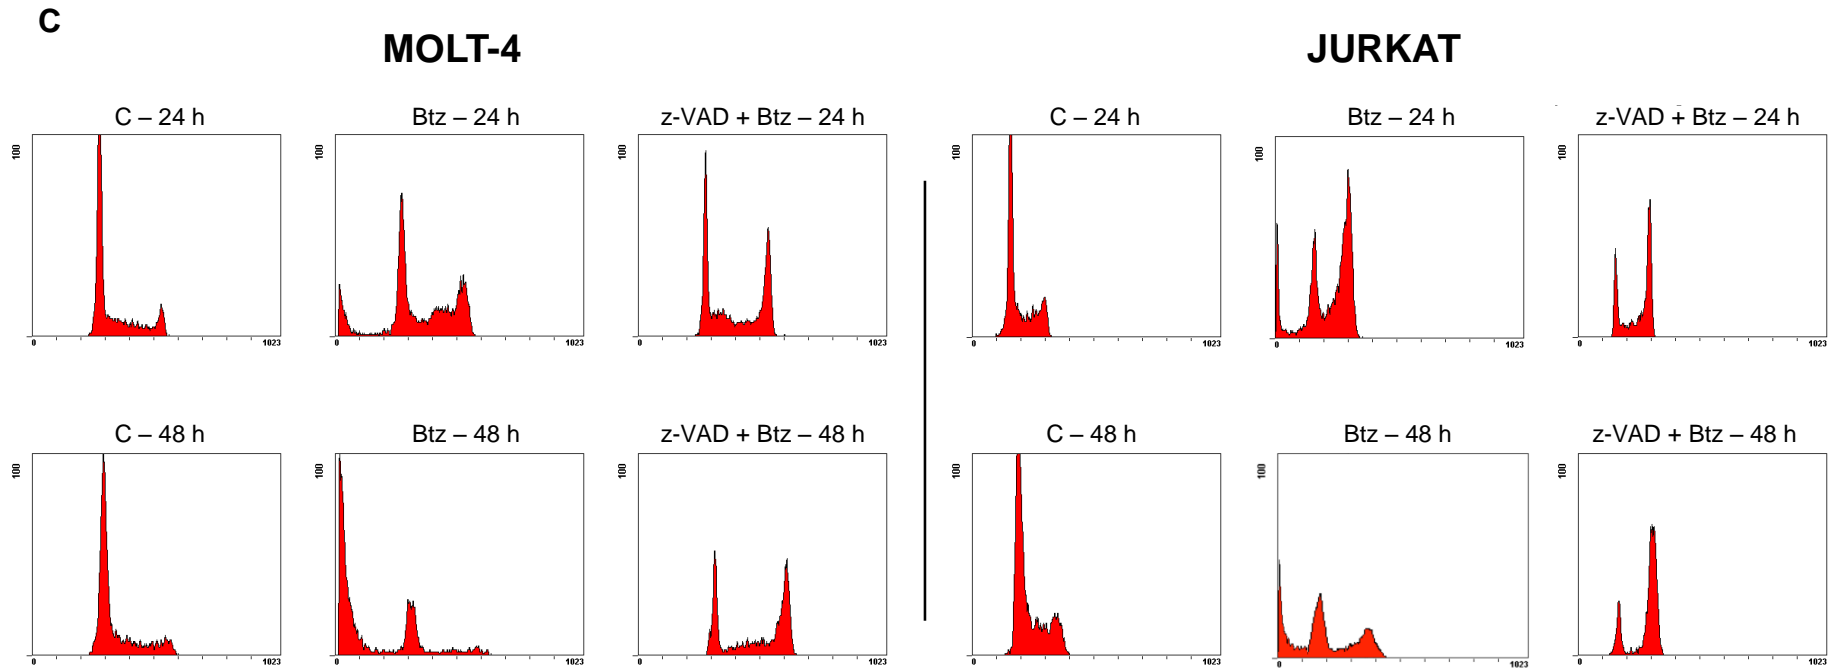 C
MOLT-4
JURKAT
C – 24 h
Btz – 24 h
z-VAD + Btz – 24 h
C – 24 h
Btz – 24 h
z-VAD + Btz – 24 h
100
100
100
100
100
100
0 1023
0 1023
0 1023
0 1023
0 1023
0 1023
C – 48 h
Btz – 48 h
z-VAD + Btz – 48 h
C – 48 h
Btz – 48 h
z-VAD + Btz – 48 h
100
100
100
100
100
100
0 1023
0 1023
0 1023
0 1023
0 1023
0 1023